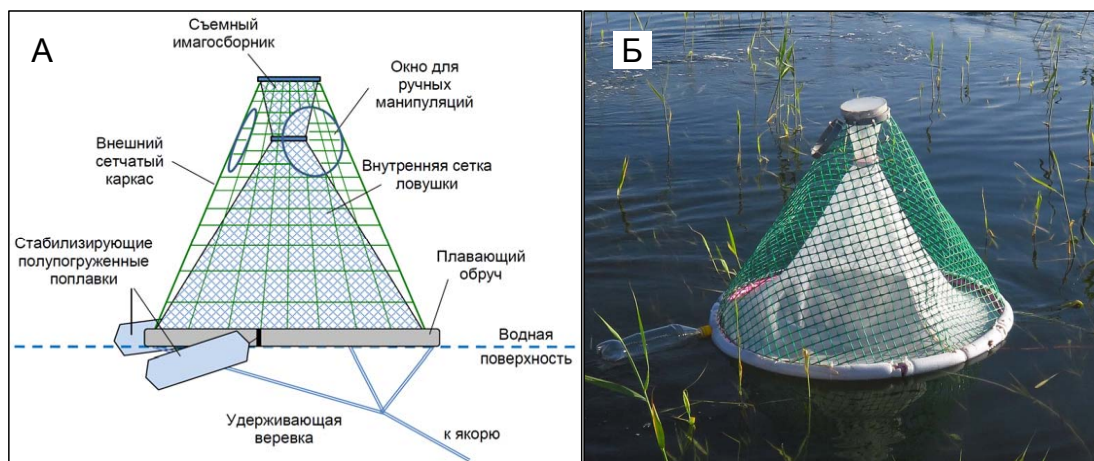 А
Съемный
имагосборник
Окно для
ручных
манипуляций
Внешний
сетчатый
каркас
Внутренняя сетка
ловушки
Стабилизирующие
полупогруженные
поплавки
Плавающий
обруч
Водная
поверхность
Удерживающая
веревка
к якорю
Б